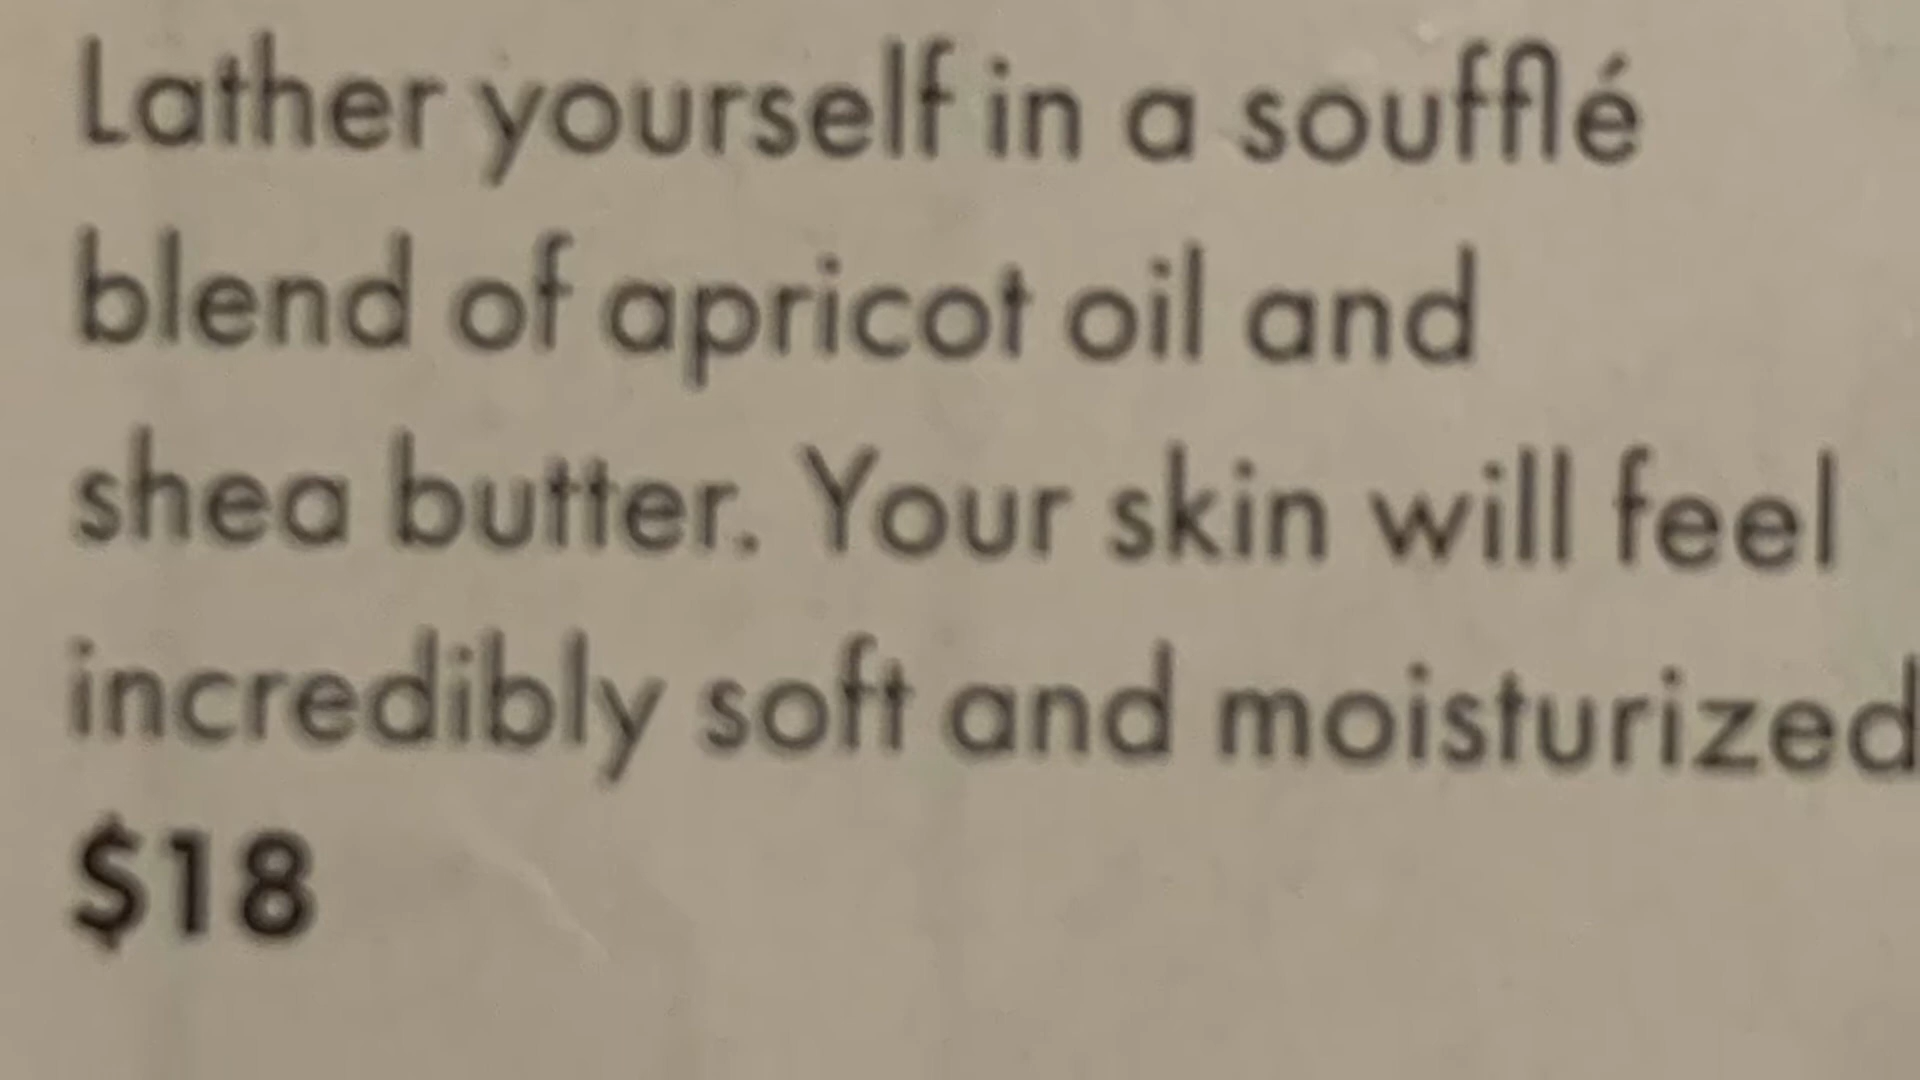 Lather yourself in a soufflé
blend of apricot oil and
shea butter. Your skin will feel
incredibly soft and moisturized
$18